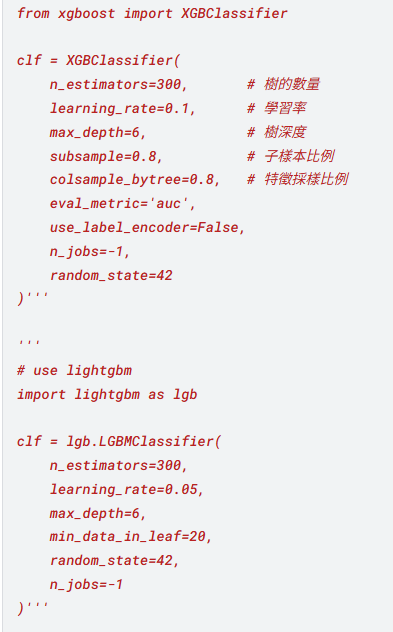 from xgboost import XGBClassifier

clf = XGBClassifier(
    n_estimators=300,       # 樹的數量
    learning_rate=0.1,      # 學習率
    max_depth=6,            # 樹深度
    subsample=0.8,          # 子樣本比例
    colsample_bytree=0.8,   # 特徵採樣比例
    eval_metric='auc',
    use_label_encoder=False,
    n_jobs=-1,
    random_state=42
)'''

'''
# use lightgbm
import lightgbm as lgb

clf = lgb.LGBMClassifier(
    n_estimators=300,
    learning_rate=0.05,
    max_depth=6,
    min_data_in_leaf=20,
    random_state=42,
    n_jobs=-1
)'''